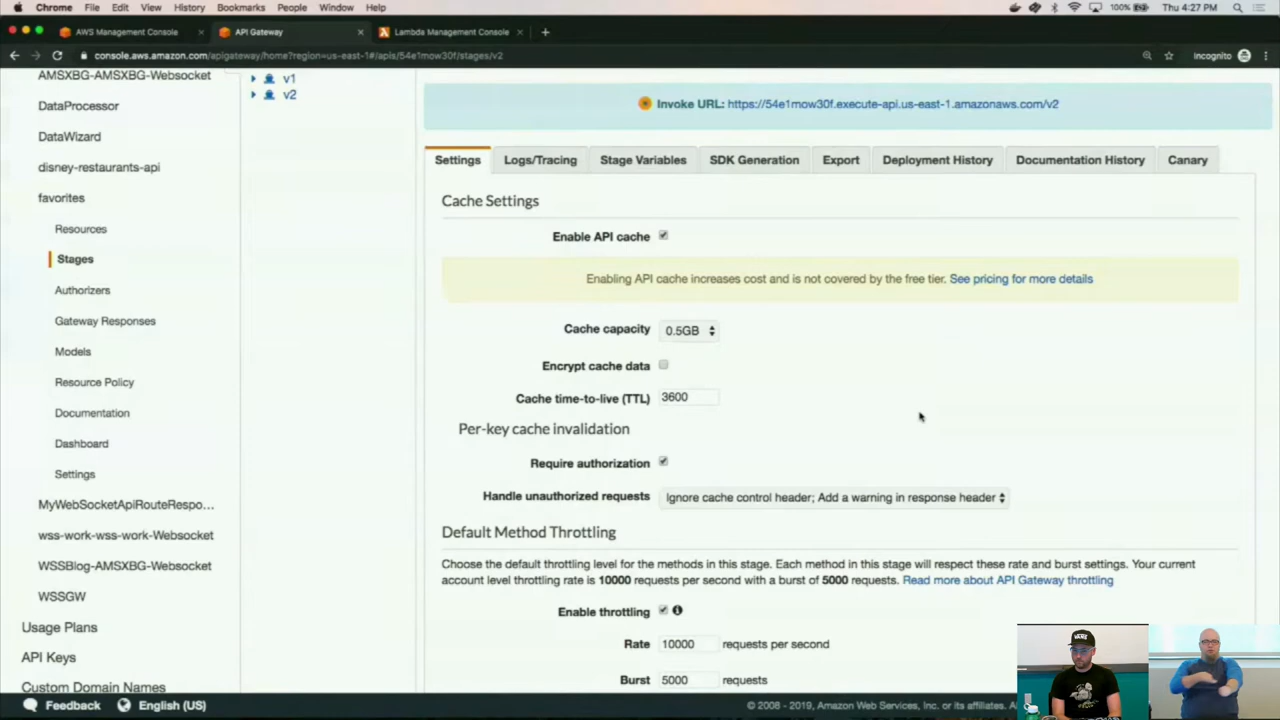 Chrome File Edit View History Bookmarks People Window Help 100% Thu 4:27 PM
AWS Management Console × API Gateway × Lambda Management Console × +
console.aws.amazon.com/apigateway/home?region=us-east-1#/apis/54e1mow30f/stages/v2 Incognito
AMSXBG-AMSXBG-Websocket
DataProcessor
DataWizard
disney-restaurants-api
favorites
Resources
Stages
Authorizers
Gateway Responses
Models
Resource Policy
Documentation
Dashboard
Settings
MyWebSocketApiRouteRespo...
wss-work-wss-work-Websocket
WSSBlog-AMSXBG-Websocket
WSSGW
Usage Plans
API Keys
Custom Domain Names
v1
v2
Invoke URL: https://54e1mow30f.execute-api.us-east-1.amazonaws.com/v2
Settings Logs/Tracing Stage Variables SDK Generation Export Deployment History Documentation History Canary
Cache Settings
Enable API cache
Enabling API cache increases cost and is not covered by the free tier. See pricing for more details
Cache capacity 0.5GB
Encrypt cache data
Cache time-to-live (TTL) 3600
Per-key cache invalidation
Require authorization
Handle unauthorized requests Ignore cache control header; Add a warning in response header
Default Method Throttling
Choose the default throttling level for the methods in this stage. Each method in this stage will respect these rate and burst settings. Your current
account level throttling rate is 10000 requests per second with a burst of 5000 requests. Read more about API Gateway throttling
Enable throttling
Rate 10000 requests per second
Burst 5000 requests
Feedback English (US) © 2008 - 2019, Amazon Web Services, Inc. or its affiliates.